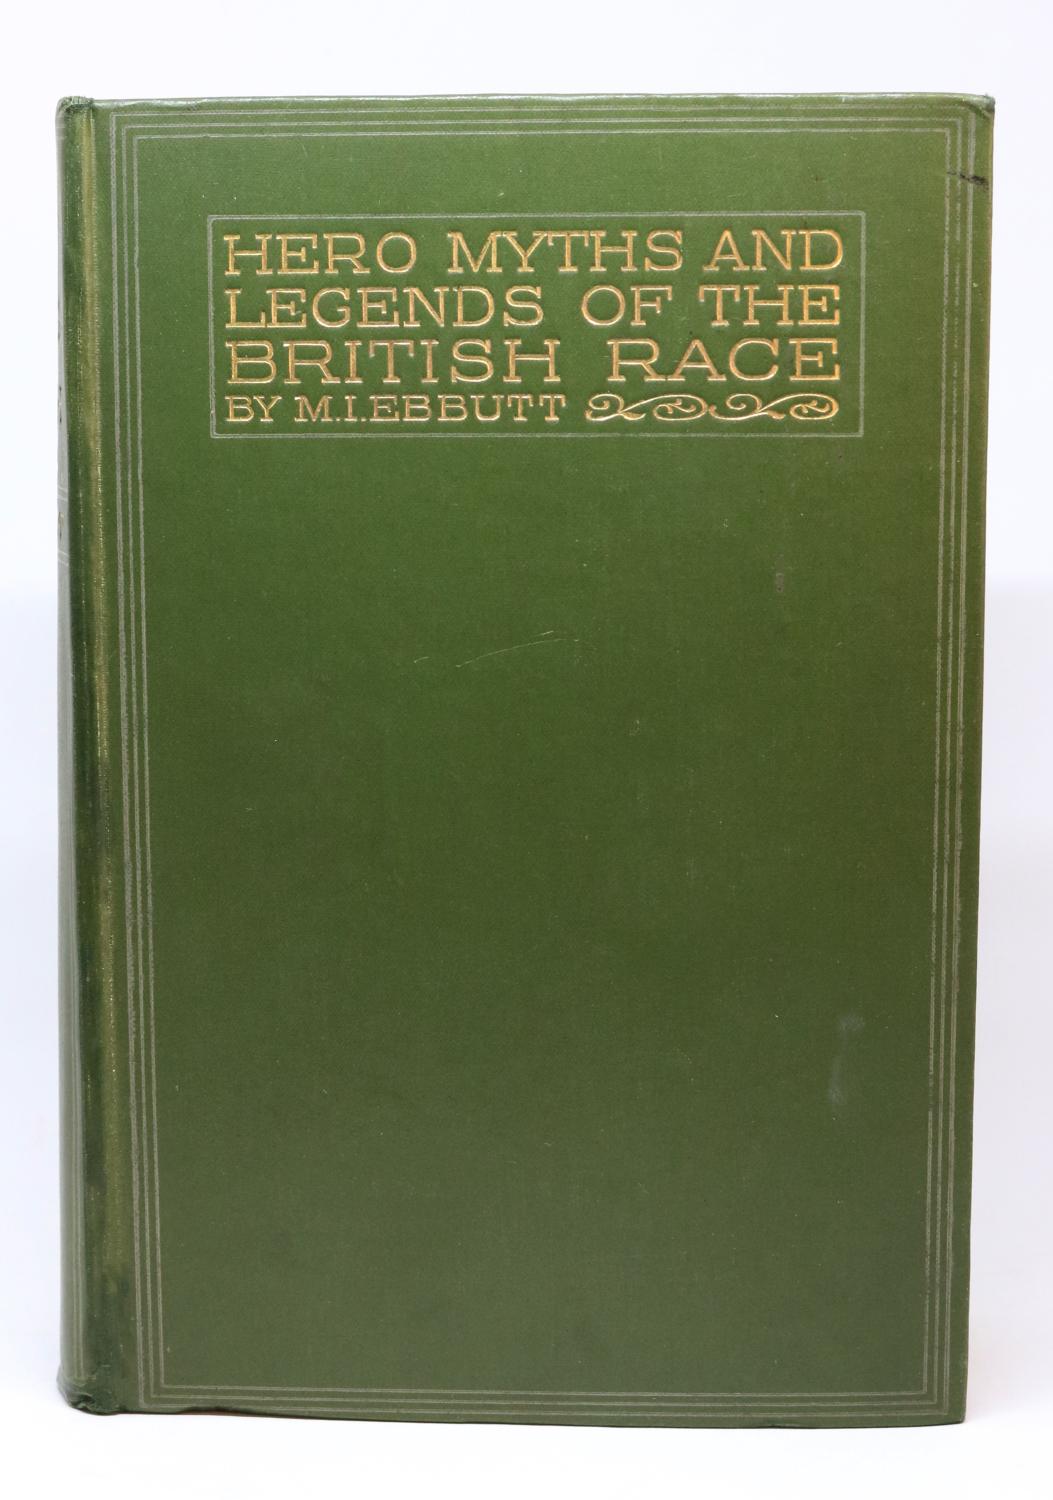 HERO MYTHS AND
LEGENDS OF THE
BRITISH RACE
BY M.I.EBBUTT